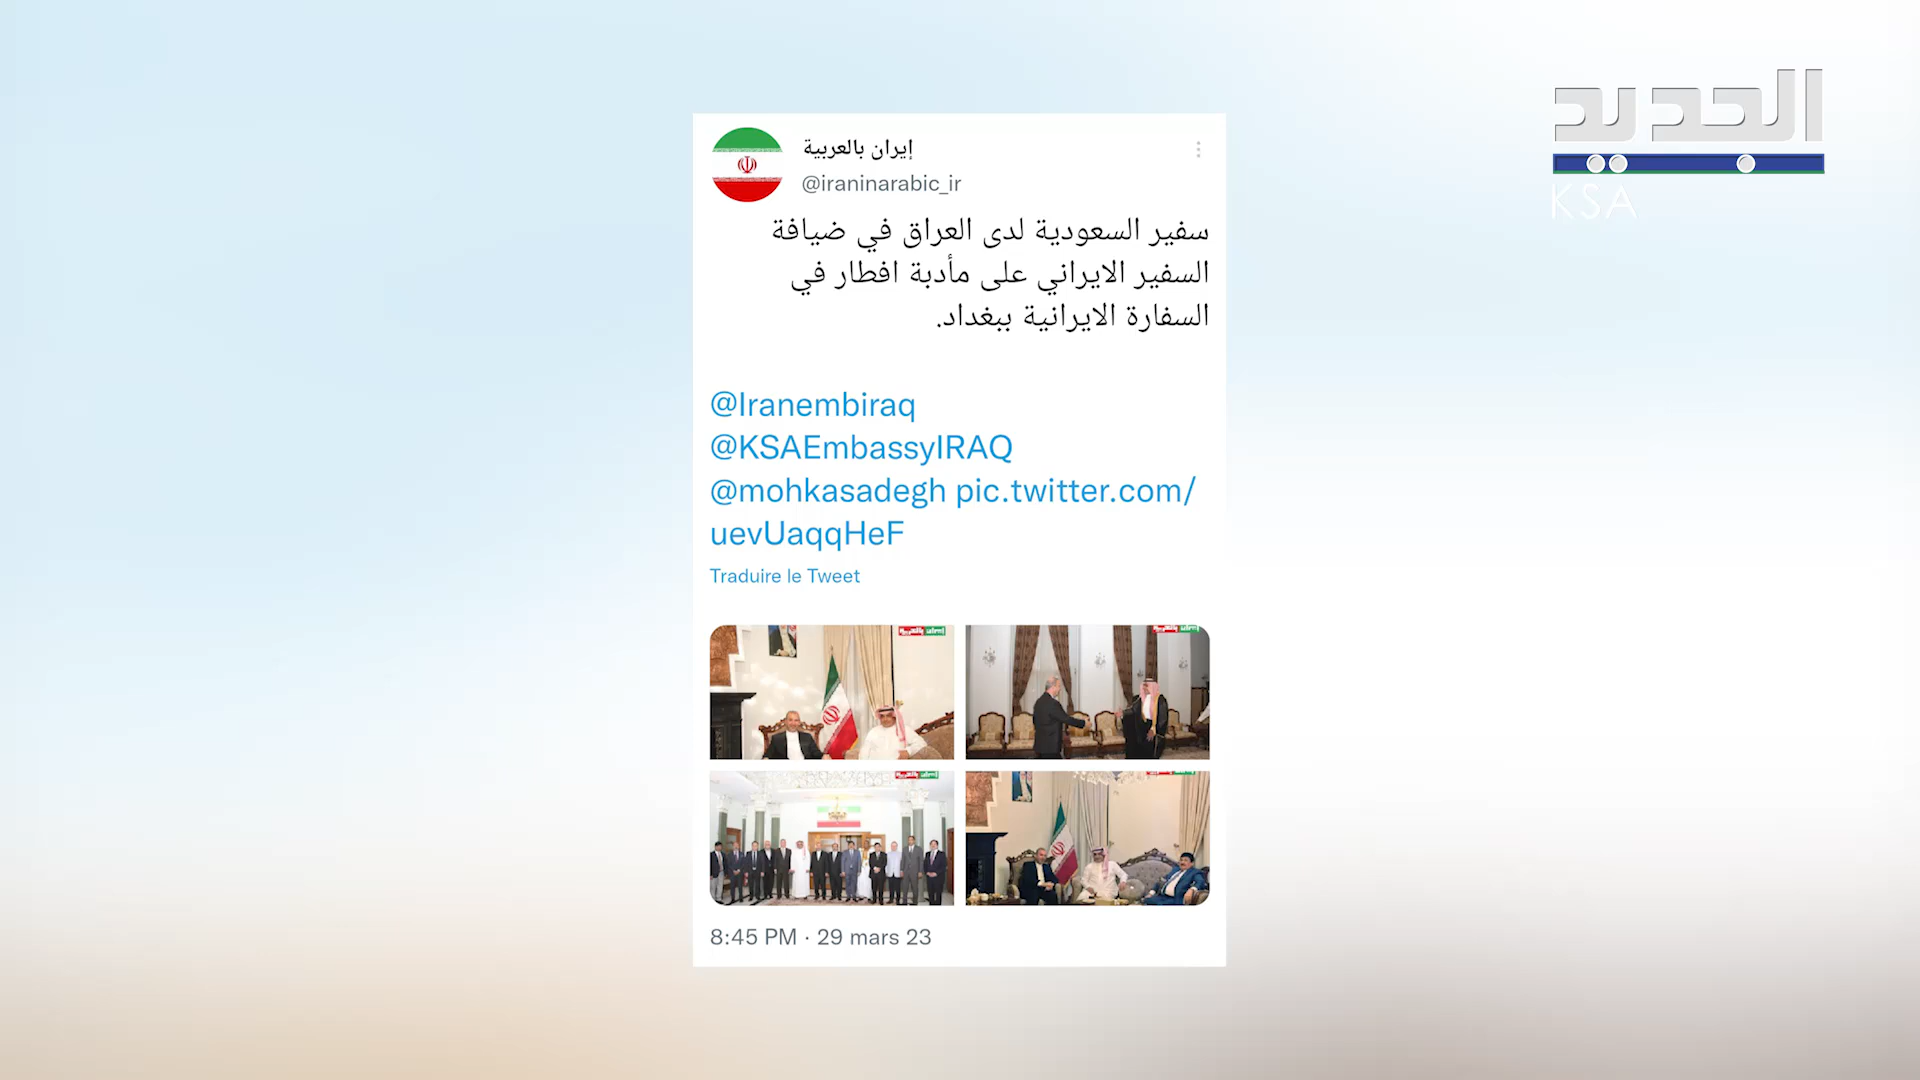 الجديد
KSA
إيران بالعربية
@iraninarabic_ir
سفير السعودية لدى العراق في ضيافة
السفير الايراني على مأدبة افطار في
السفارة الايرانية ببغداد.
@Iranembiraq
@KSAEmbassyIRAQ
@mohkasadegh pic.twitter.com/
uevUaqqHeF
Traduire le Tweet
8:45 PM · 29 mars 23